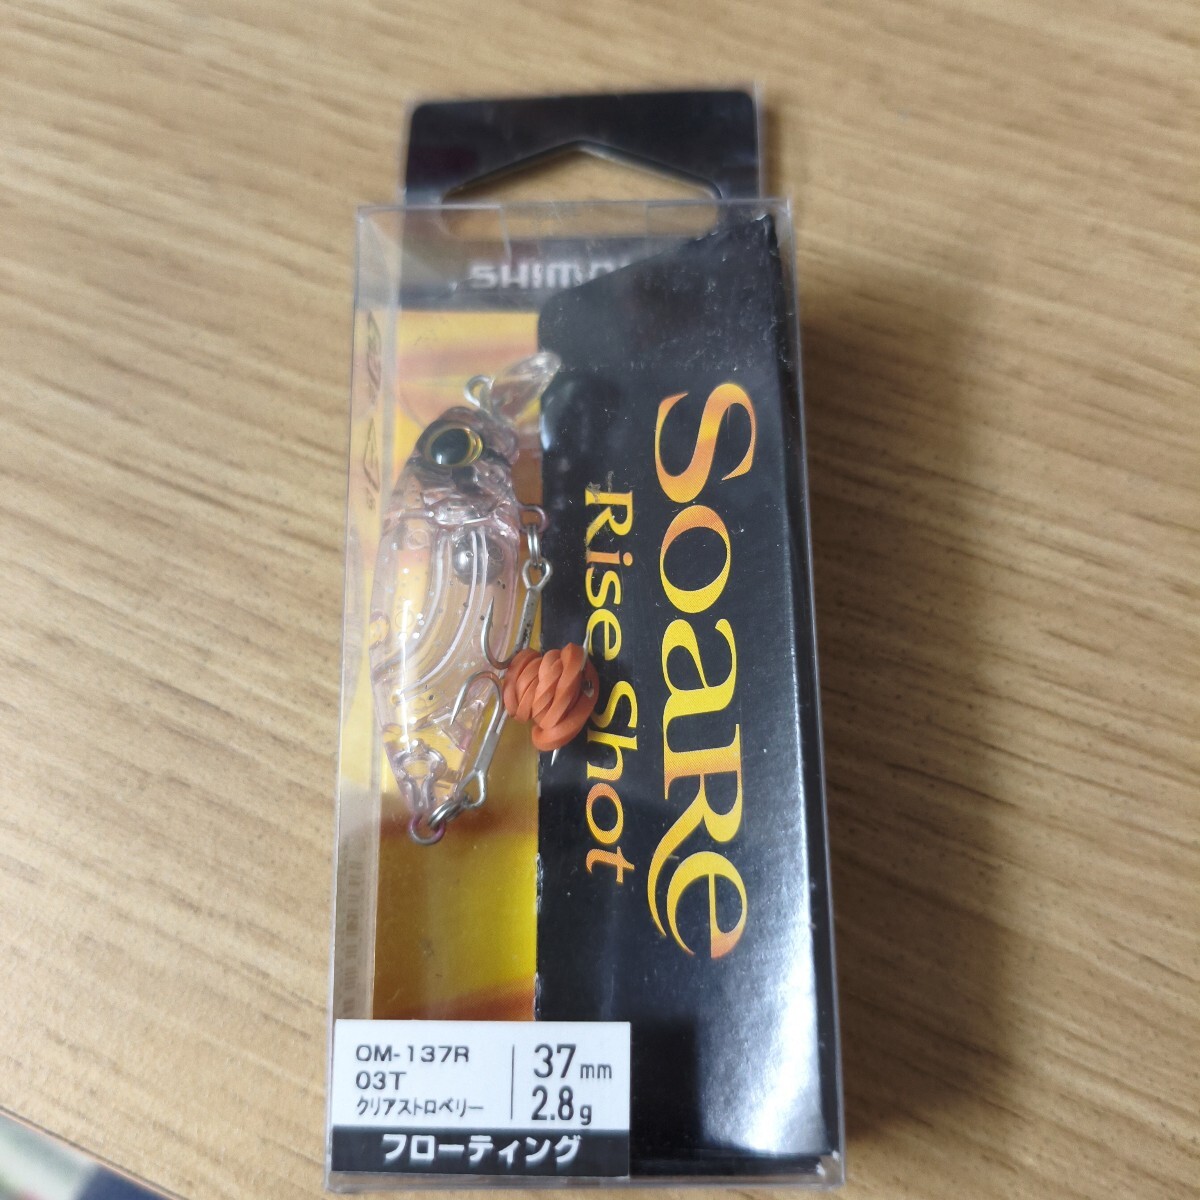 SHIMA
SoaRe
Rise Shot
OM-137R
03T
クリアストロベリー
37mm
2.8g
フローティング